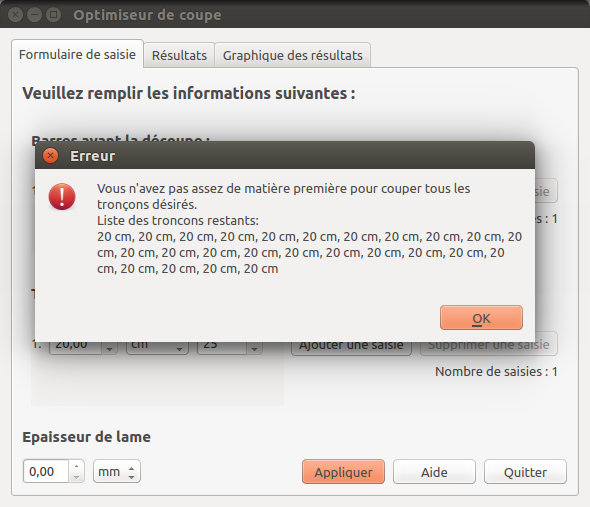 Optimiseur de coupe
Formulaire de saisie
Résultats
Graphique des résultats
Veuillez remplir les informations suivantes :
Erreur
Vous n'avez pas assez de matière première pour couper tous les
tronçons désirés.
Liste des troncons restants:
20 cm, 20 cm, 20 cm, 20 cm, 20 cm, 20 cm, 20 cm, 20 cm, 20 cm, 20 cm, 20
cm, 20 cm, 20 cm, 20 cm, 20 cm, 20 cm, 20 cm, 20 cm, 20 cm, 20 cm, 20
cm, 20 cm, 20 cm, 20 cm, 20 cm
OK
1. 20,00 cm 25 Ajouter une saisie Supprimer une saisie
Nombre de saisies : 1
Epaisseur de lame
0,00 mm Appliquer Aide Quitter